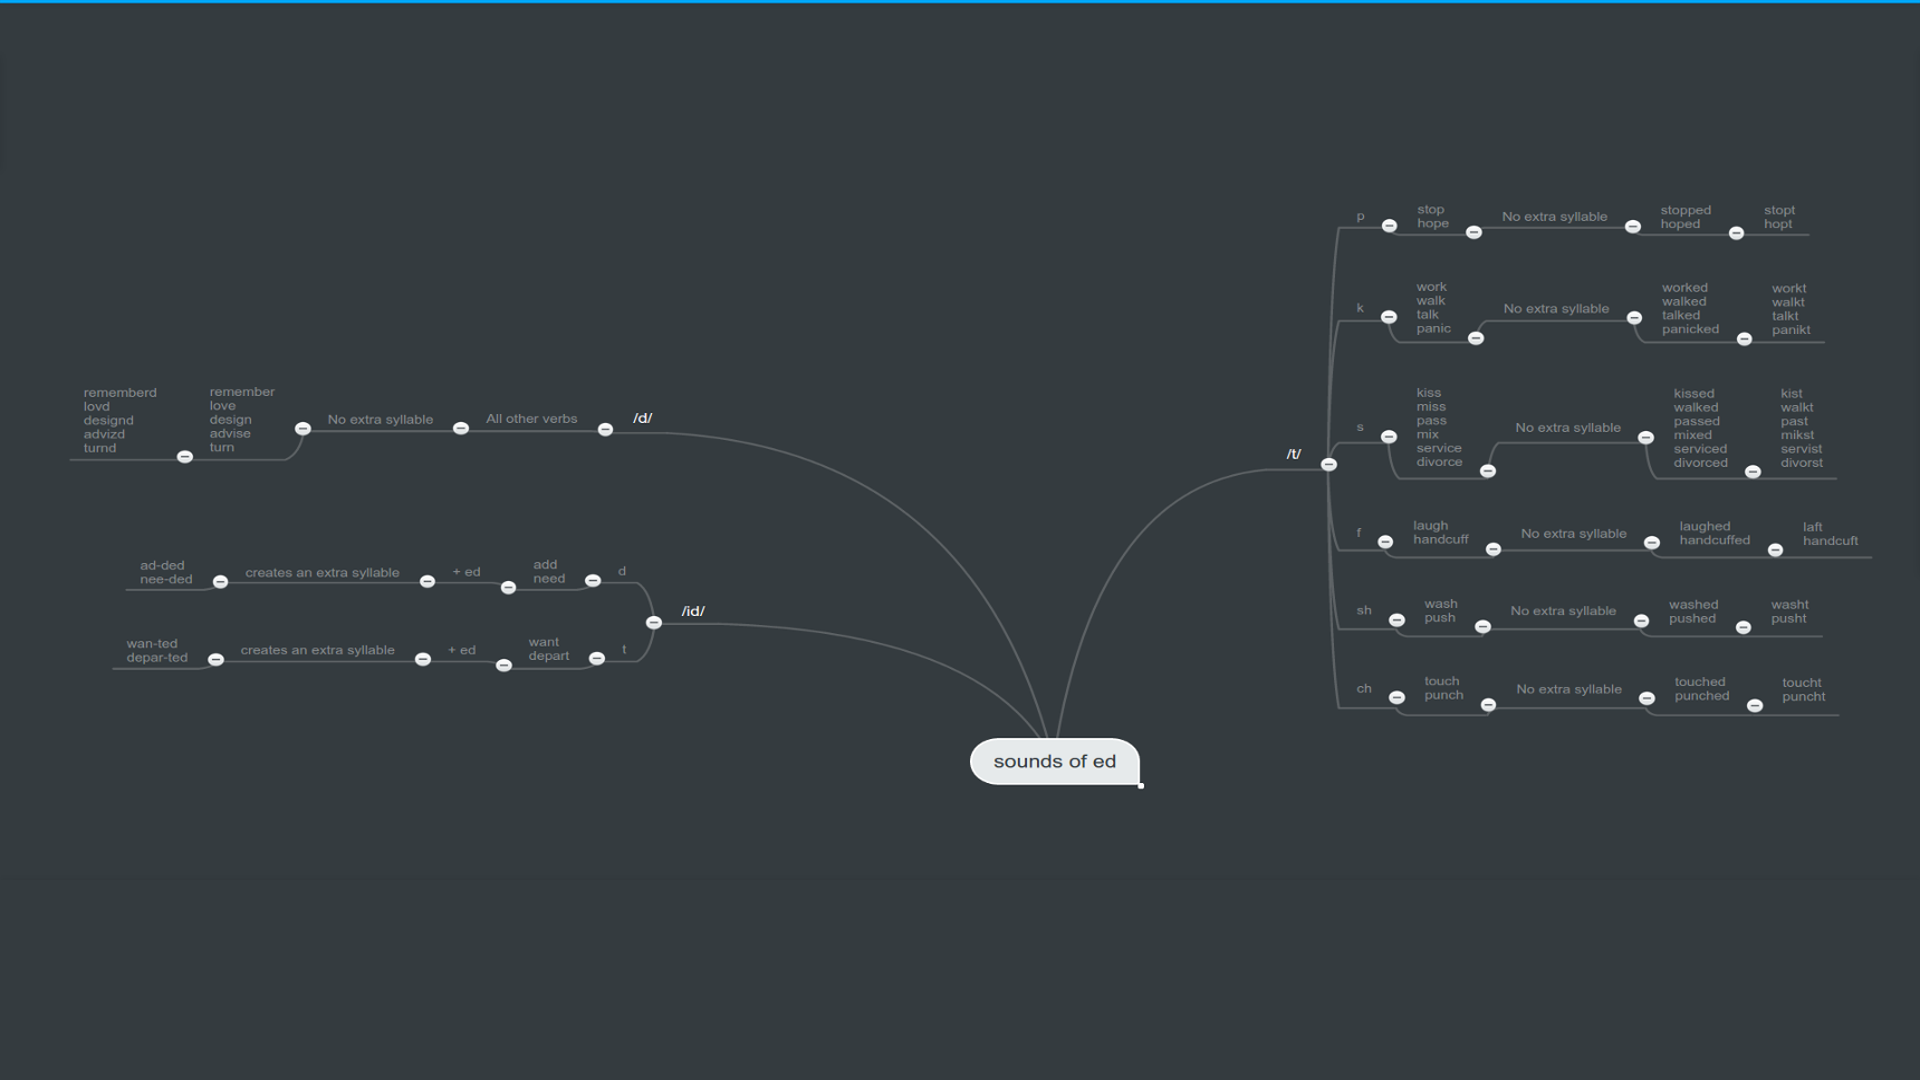 sounds of ed
/t/
p
stop
hope
No extra syllable
stopped
hoped
stopt
hopt
k
work
walk
talk
panic
No extra syllable
worked
walked
talked
panicked
workt
walkt
talkt
panikt
s
kiss
miss
pass
mix
service
divorce
No extra syllable
kissed
walked
passed
mixed
serviced
divorced
kist
walkt
past
mikst
servist
divorst
f
laugh
handcuff
No extra syllable
laughed
handcuffed
laft
handcuft
sh
wash
push
No extra syllable
washed
pushed
washt
pusht
ch
touch
punch
No extra syllable
touched
punched
toucht
puncht
/d/
All other verbs
No extra syllable
remember
love
design
advise
turn
rememberd
lovd
designd
advizd
turnd
/id/
d
add
need
+ ed
creates an extra syllable
ad-ded
nee-ded
t
want
depart
+ ed
creates an extra syllable
wan-ted
depar-ted